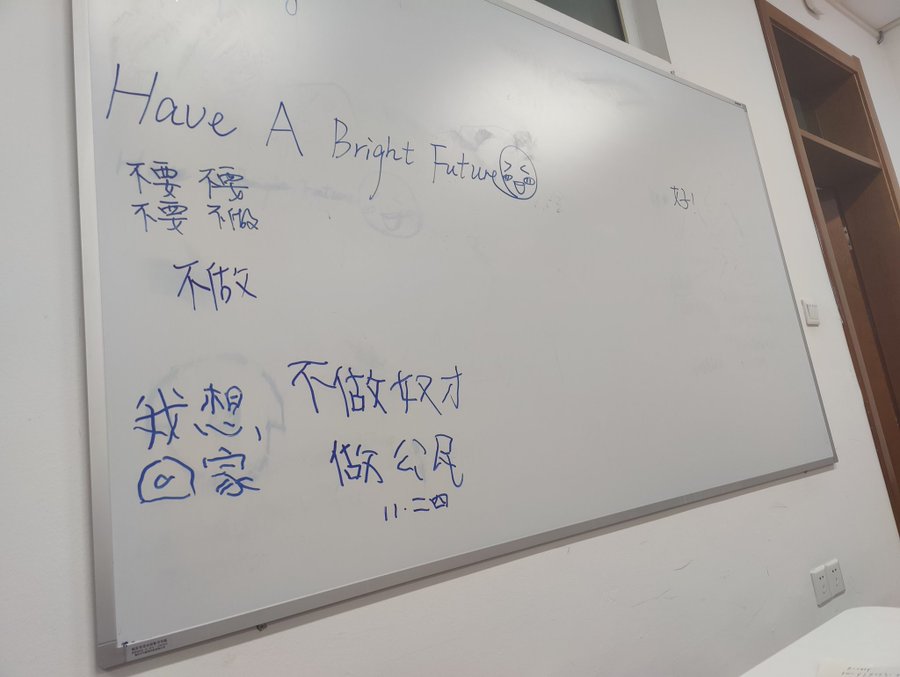 Have A Bright Future
好!
不要 不要
不要 不做
不做
不做奴才
我想,
回家
做公民
11.二四